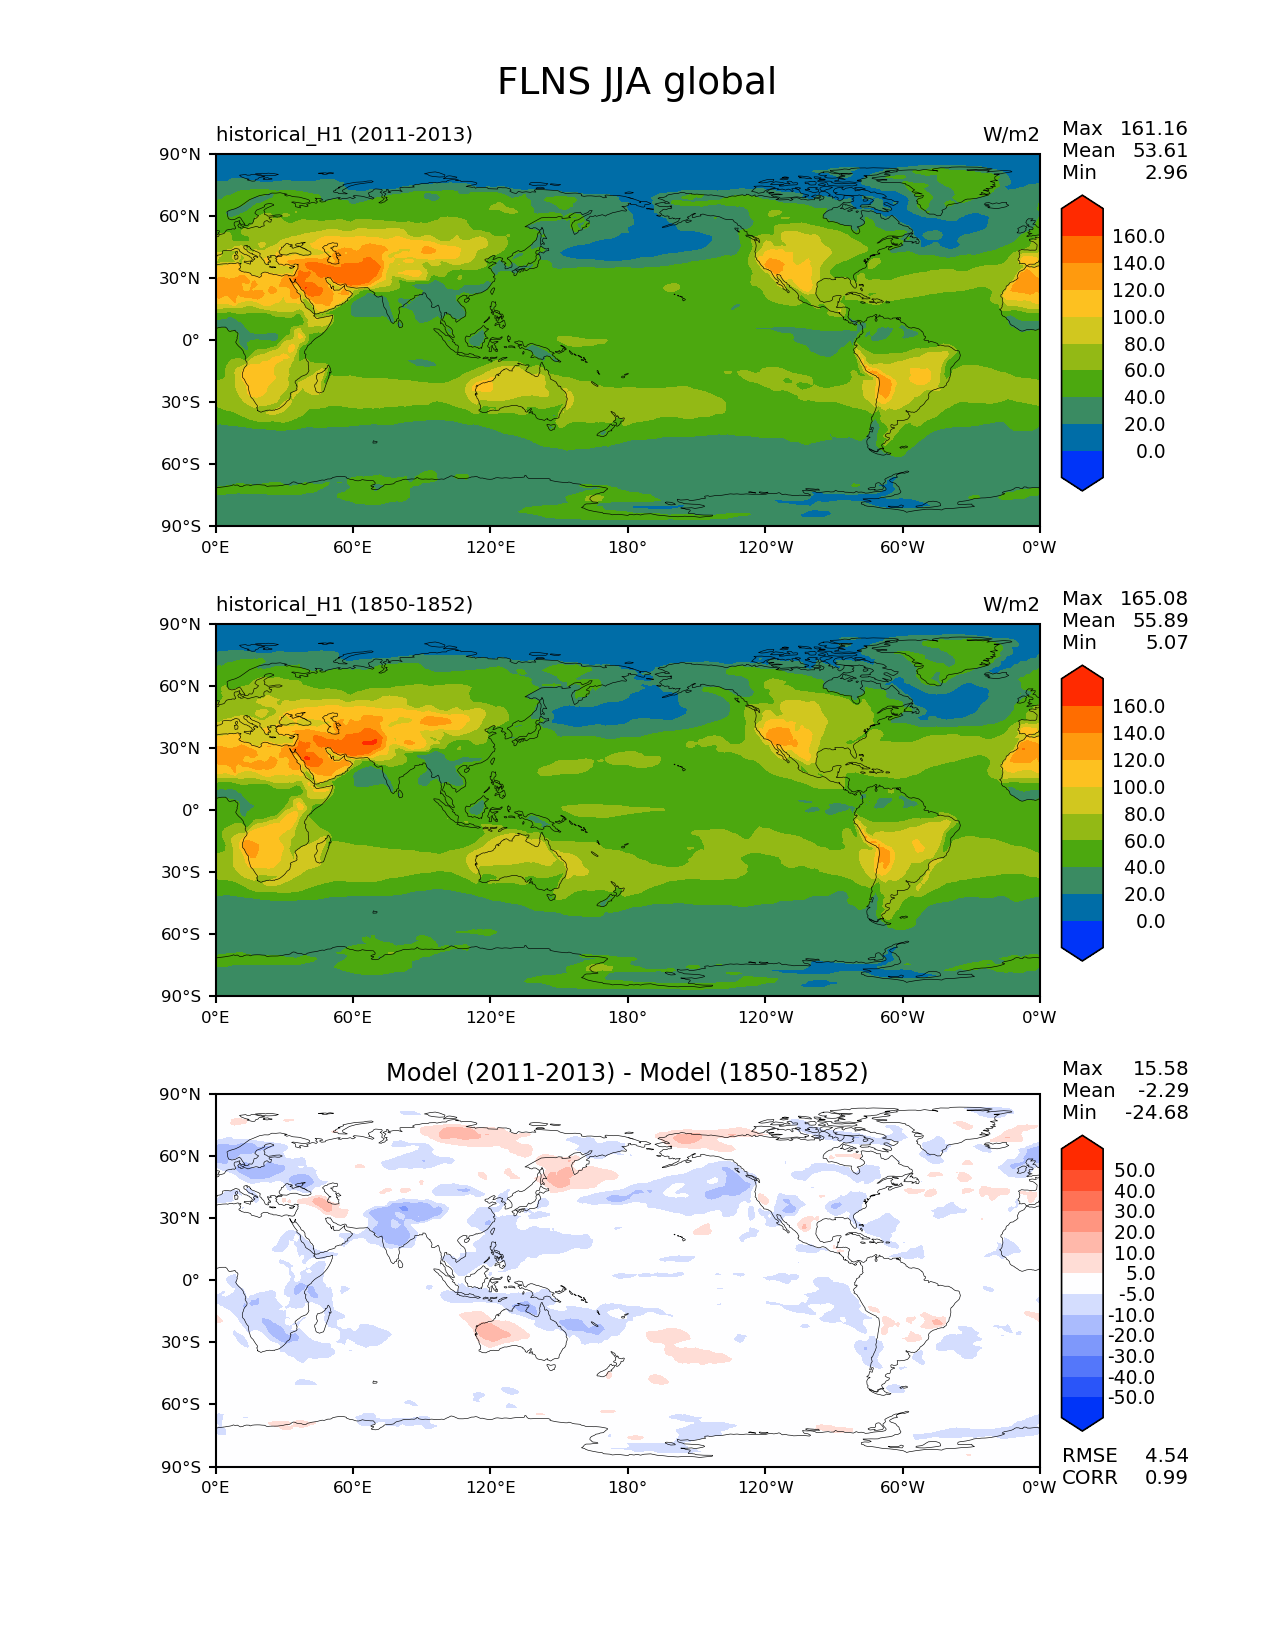 FLNS JJA global
historical_H1 (2011-2013)
W/m2
Max 161.16
Mean 53.61
Min 2.96
90°N
60°N
30°N
0°
30°S
60°S
90°S
0°E 60°E 120°E 180° 120°W 60°W 0°W
160.0
140.0
120.0
100.0
80.0
60.0
40.0
20.0
0.0
historical_H1 (1850-1852)
W/m2
Max 165.08
Mean 55.89
Min 5.07
90°N
60°N
30°N
0°
30°S
60°S
90°S
0°E 60°E 120°E 180° 120°W 60°W 0°W
160.0
140.0
120.0
100.0
80.0
60.0
40.0
20.0
0.0
Model (2011-2013) - Model (1850-1852)
Max 15.58
Mean -2.29
Min -24.68
90°N
60°N
30°N
0°
30°S
60°S
90°S
0°E 60°E 120°E 180° 120°W 60°W 0°W
50.0
40.0
30.0
20.0
10.0
5.0
-5.0
-10.0
-20.0
-30.0
-40.0
-50.0
RMSE 4.54
CORR 0.99